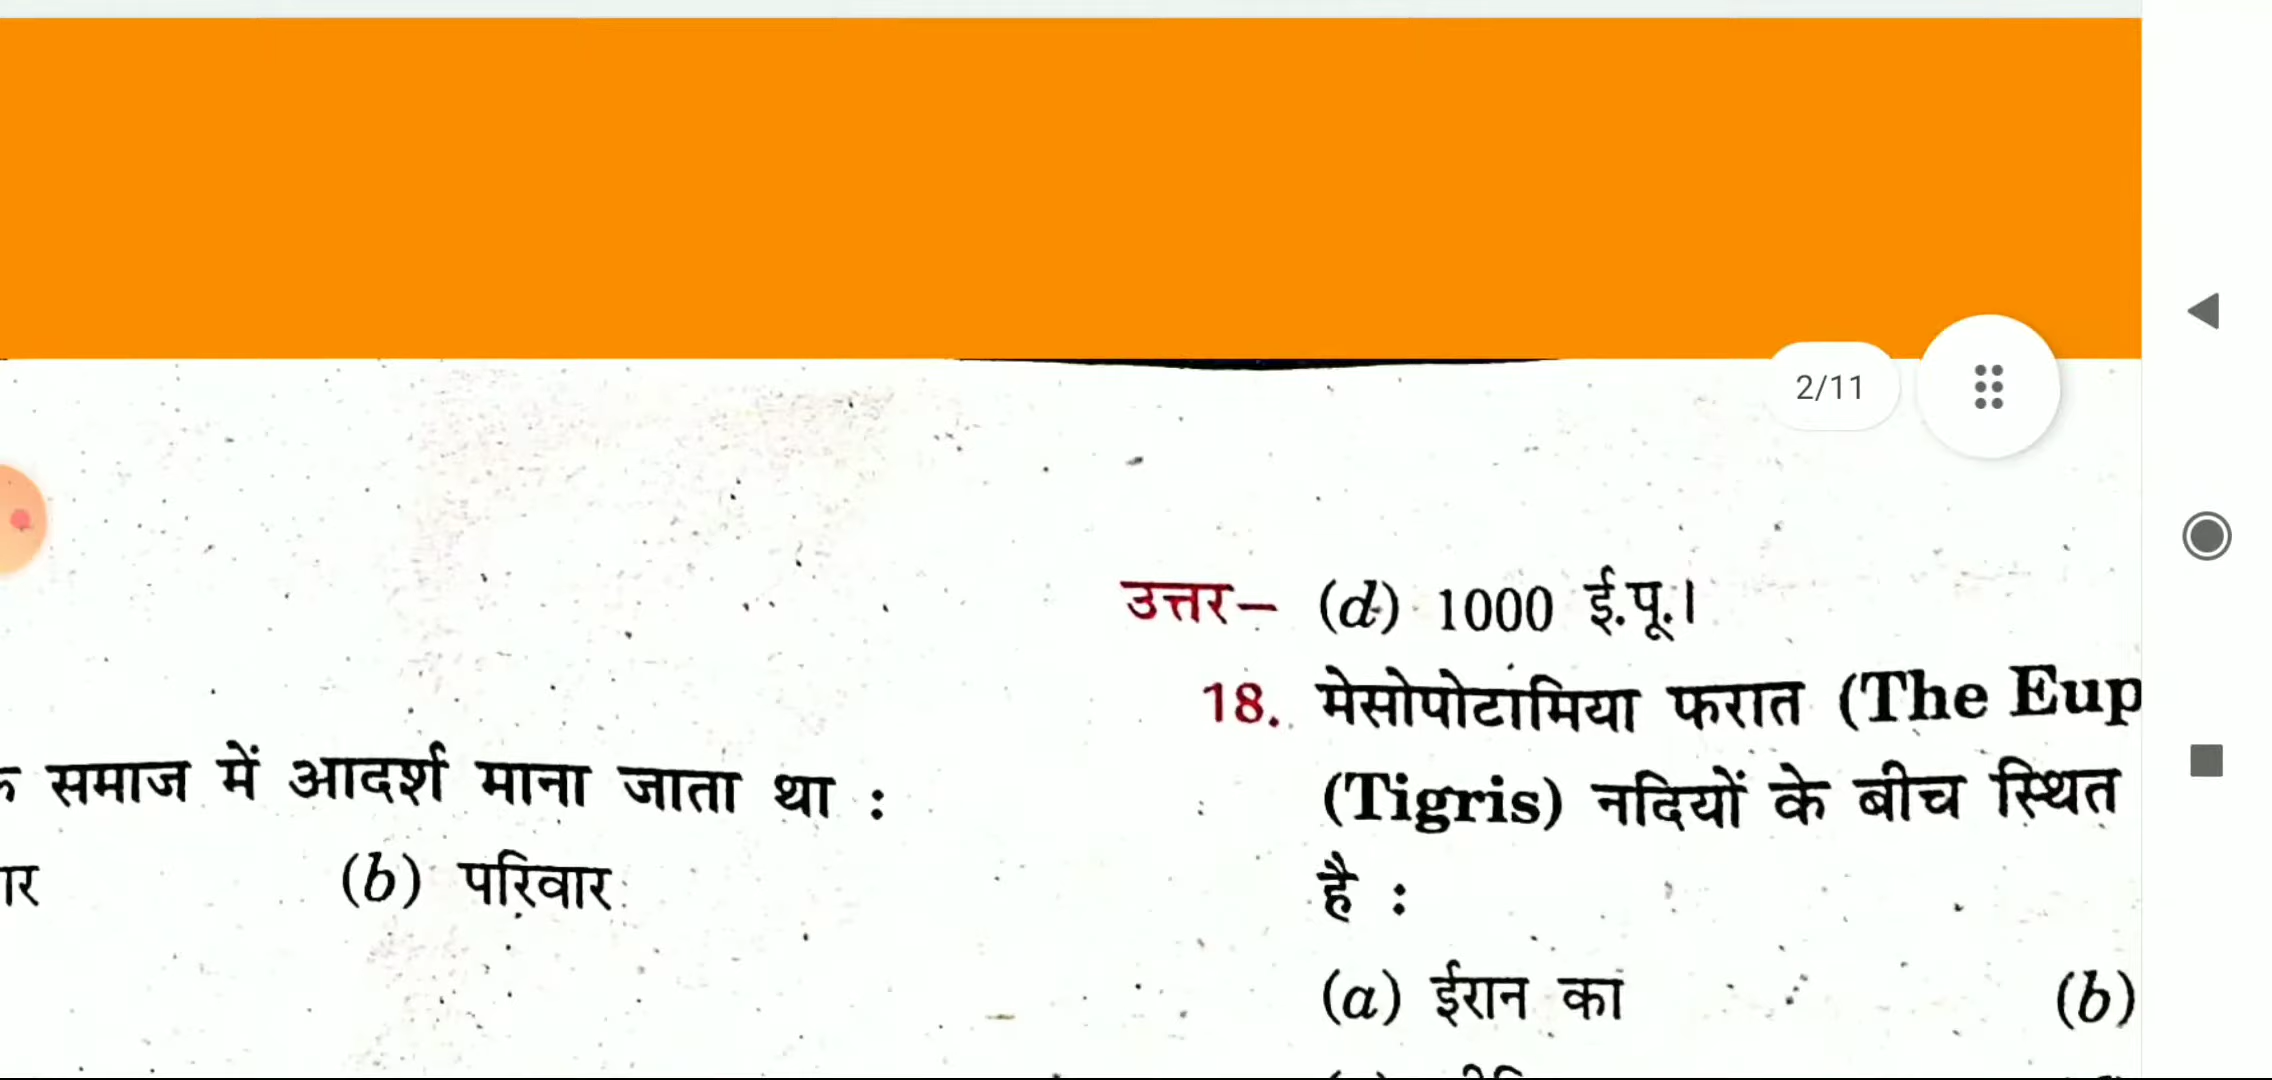 2/11
समाज में आदर्श माना जाता था :
(b) परिवार
उत्तर– (d) 1000 ई.पू.।
18. मेसोपोटामिया फरात (The Eup
(Tigris) नदियों के बीच स्थित
है :
(a) ईरान का (b)